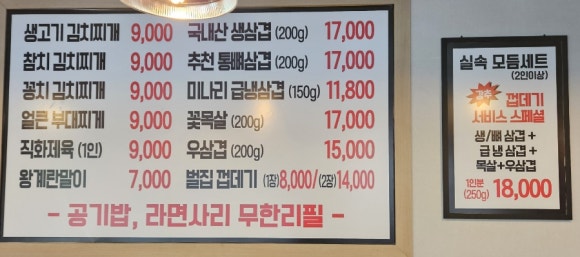 생고기 김치찌개 9,000
참치 김치찌개 9,000
꽁치 김치찌개 9,000
얼큰 부대찌게 9,000
직화제육 (1인) 9,000
왕계란말이 7,000
국내산 생삼겹 (200g) 17,000
추천 통뼈삼겹 (200g) 17,000
미나리 급냉삼겹 (150g) 11,800
꽃목살 (200g) 17,000
우삼겹 (200g) 15,000
벌집 껍데기 (1장) 8,000/(2장) 14,000
- 공기밥, 라면사리 무한리필 -
실속 모듬세트
(2인이상)
껍데기
서비스 스페셜
생/뼈삼겹+
급냉삼겹+
목살+우삼겹
1인분
(250g) 18,000